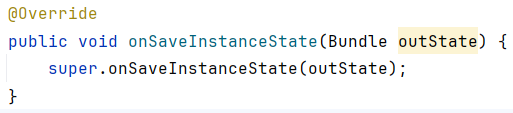 @Override
public void onSaveInstanceState(Bundle outState) {
    super.onSaveInstanceState(outState);
}